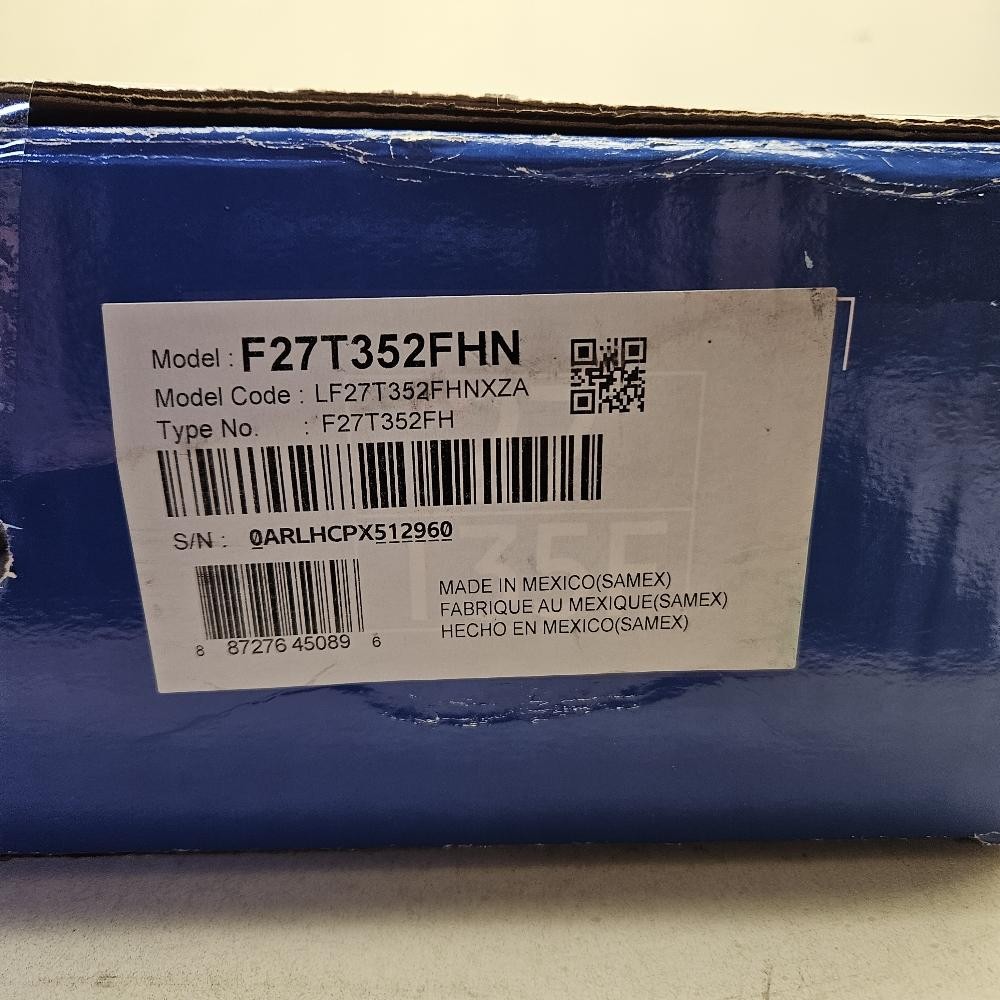 Model : F27T352FHN
Model Code : LF27T352FHNXZA
Type No. : F27T352FH
S/N : 0ARLHCPX512960
MADE IN MEXICO(SAMEX)
FABRIQUE AU MEXIQUE(SAMEX)
HECHO EN MEXICO(SAMEX)
8 87276 45089 6